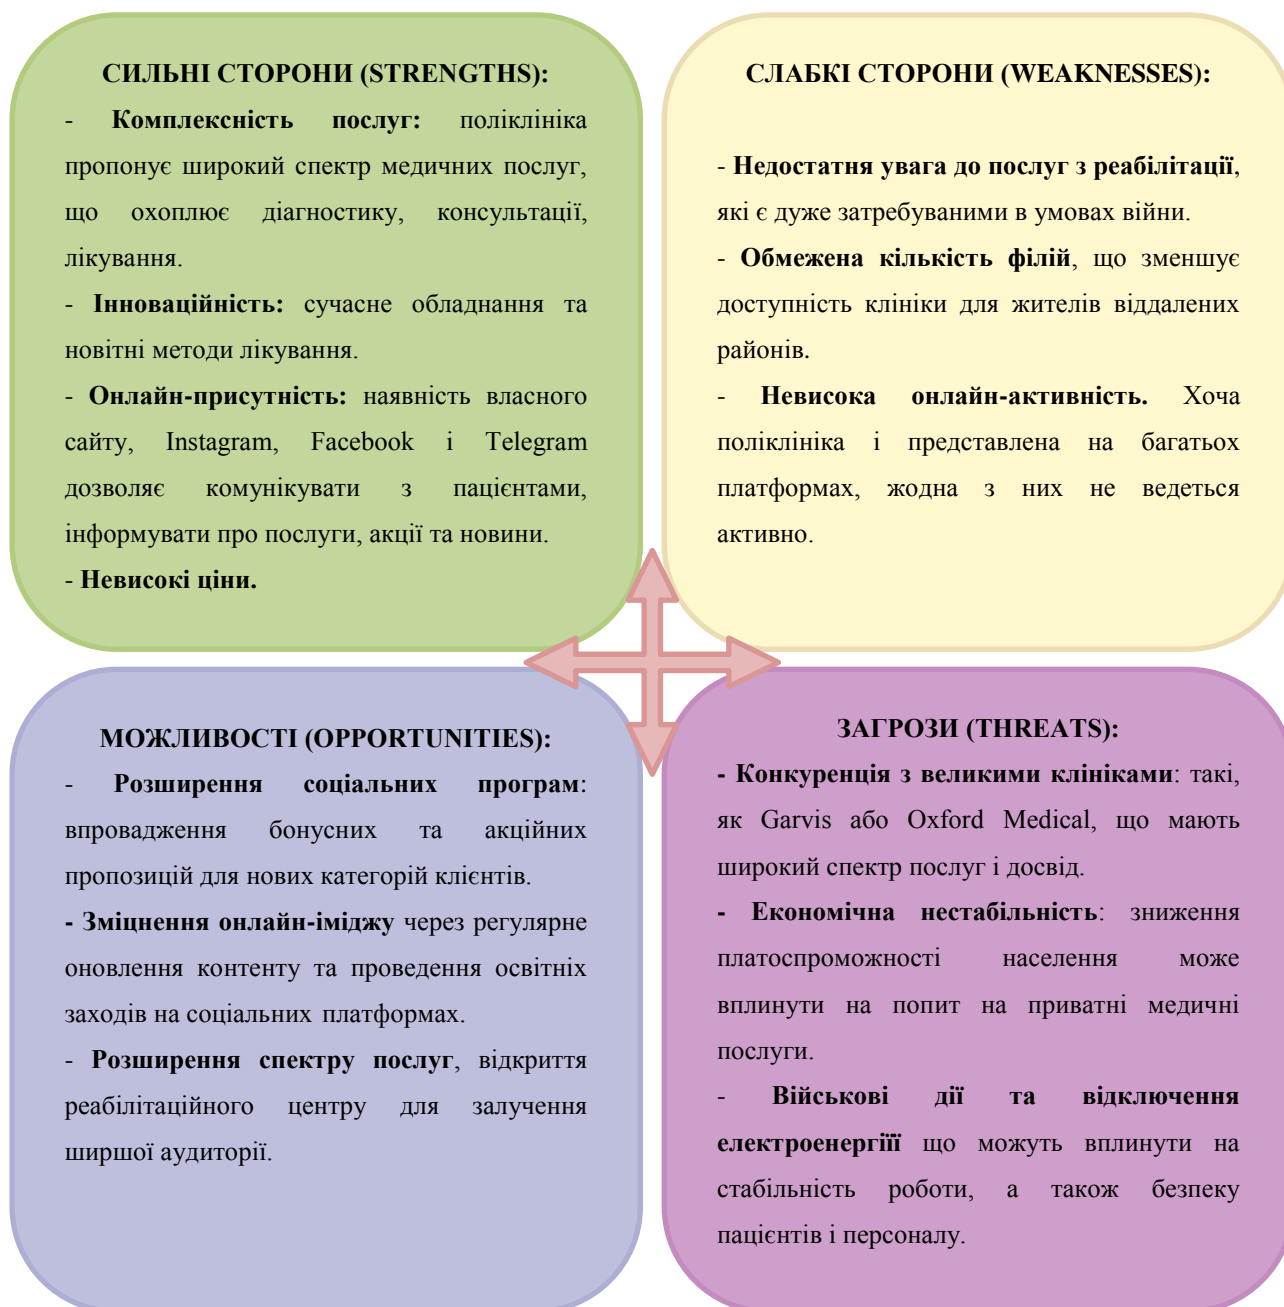 СИЛЬНІ СТОРОНИ (STRENGTHS):
- Комплексність послуг: поліклініка
пропонує широкий спектр медичних послуг,
що охоплює діагностику, консультації,
лікування.
- Інноваційність: сучасне обладнання та
новітні методи лікування.
- Онлайн-присутність: наявність власного
сайту, Instagram, Facebook і Telegram
дозволяє комунікувати з пацієнтами,
інформувати про послуги, акції та новини.
- Невисокі ціни.
СЛАБКІ СТОРОНИ (WEAKNESSES):
- Недостатня увага до послуг з реабілітації,
які є дуже затребуваними в умовах війни.
- Обмежена кількість філій, що зменшує
доступність клініки для жителів віддалених
районів.
- Невисока онлайн-активність. Хоча
поліклініка і представлена на багатьох
платформах, жодна з них не ведеться
активно.
МОЖЛИВОСТІ (OPPORTUNITIES):
- Розширення соціальних програм:
впровадження бонусних та акційних
пропозицій для нових категорій клієнтів.
- Зміцнення онлайн-іміджу через регулярне
оновлення контенту та проведення освітніх
заходів на соціальних платформах.
- Розширення спектру послуг, відкриття
реабілітаційного центру для залучення
ширшої аудиторії.
ЗАГРОЗИ (THREATS):
- Конкуренція з великими клініками: такі,
як Garvis або Oxford Medical, що мають
широкий спектр послуг і досвід.
- Економічна нестабільність: зниження
платоспроможності населення може
вплинути на попит на приватні медичні
послуги.
- Військові дії та відключення
електроенергіїї що можуть вплинути на
стабільність роботи, а також безпеку
пацієнтів і персоналу.